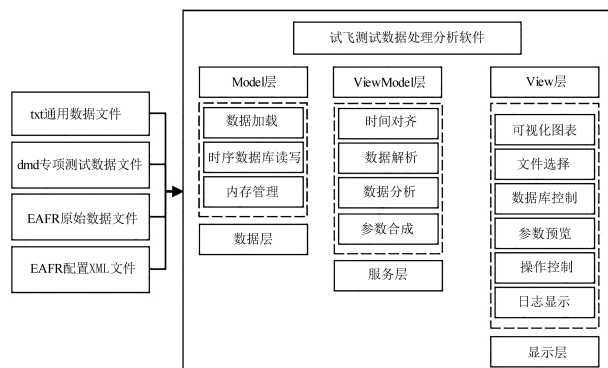 试飞测试数据处理分析软件
txt通用数据文件
dmd专项测试数据文件
EAFR原始数据文件
EAFR配置XML文件
Model层
数据加载
时序数据库读写
内存管理
数据层
ViewModel层
时间对齐
数据解析
数据分析
参数合成
服务层
View层
可视化图表
文件选择
数据库控制
参数预览
操作控制
日志显示
显示层